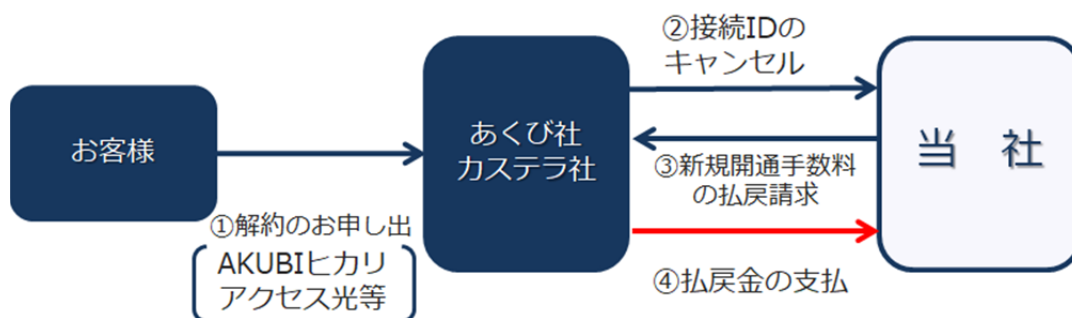 お客様
①解約のお申し出
AKUBIヒカリ
アクセス光等
あくび社
カステラ社
②接続IDの
キャンセル
③新規開通手数料
の払戻請求
④払戻金の支払
当 社